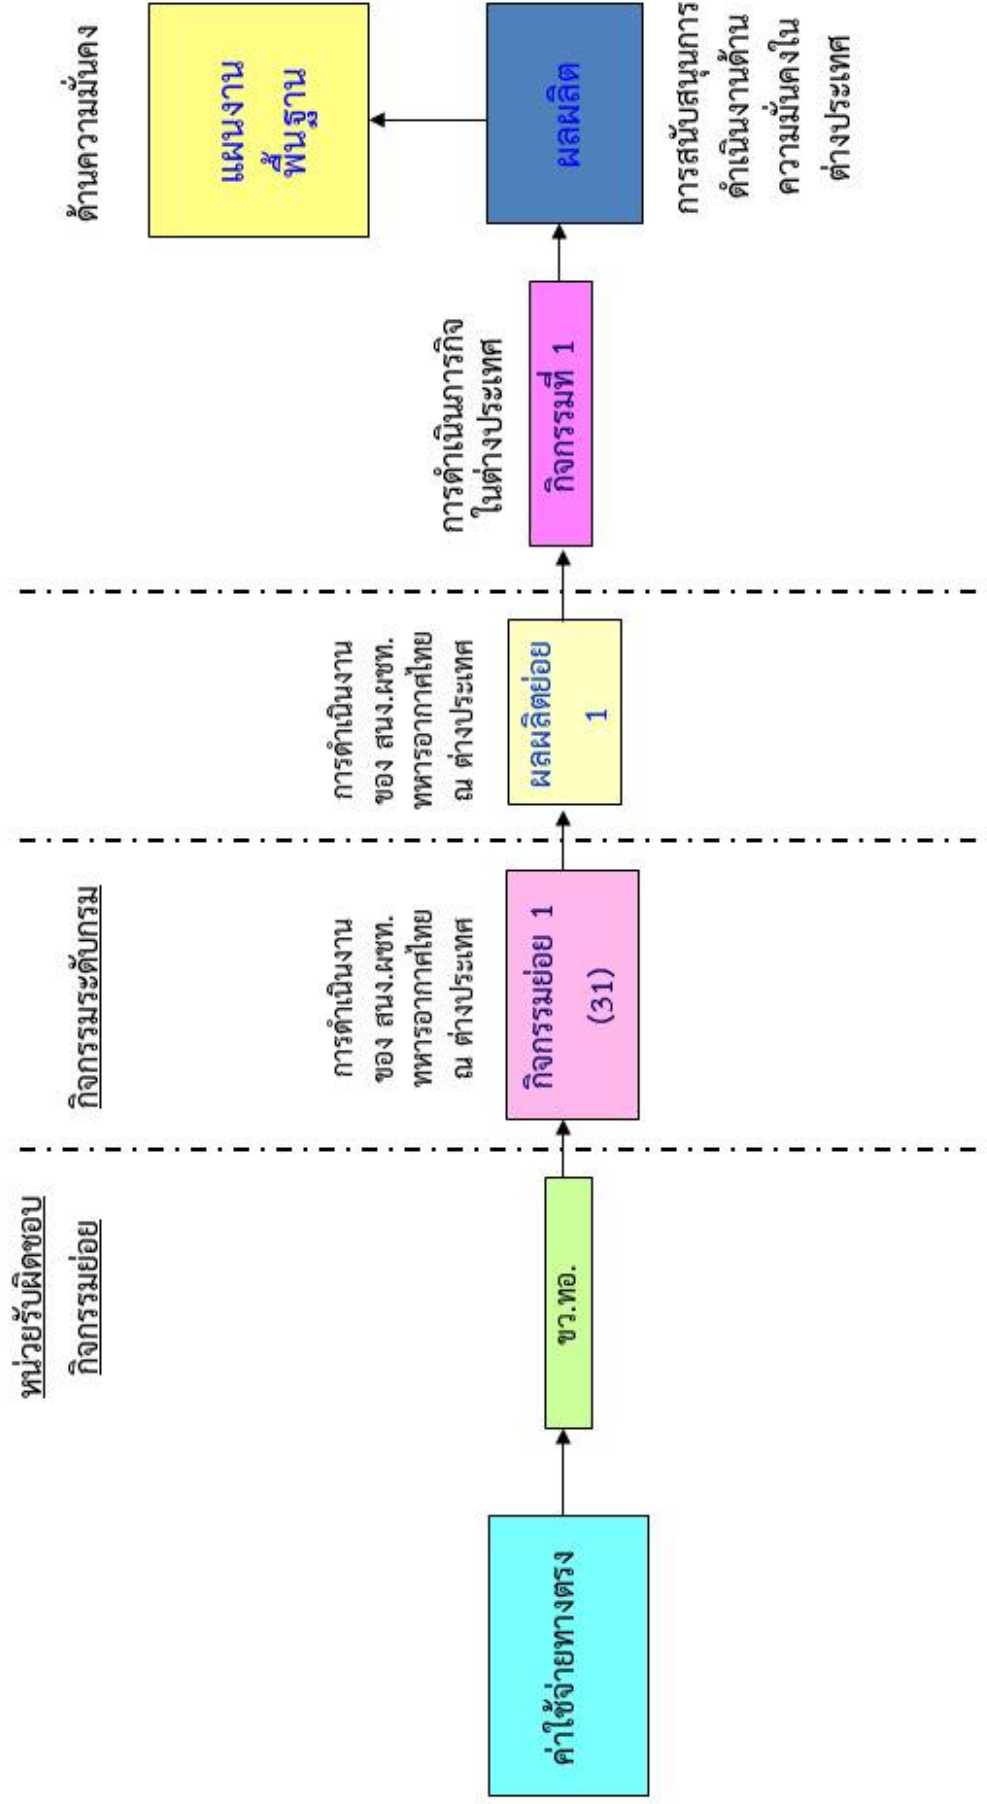 หน่วยรับผิดชอบ
กิจกรรมย่อย
กิจกรรมระดับกรม
ด้านความมั่นคง
แผนงาน
พื้นฐาน
ค่าใช้จ่ายทางตรง
ขว.ทอ.
การดำเนินงาน
ของ สนง.ผชท.
ทหารอากาศไทย
ณ ต่างประเทศ
กิจกรรมย่อย 1
(31)
การดำเนินงาน
ของ สนง.ผชท.
ทหารอากาศไทย
ณ ต่างประเทศ
ผลผลิตย่อย
1
การดำเนินภารกิจ
ในต่างประเทศ
กิจกรรมที่ 1
ผลผลิต
การสนับสนุนการ
ดำเนินงานด้าน
ความมั่นคงใน
ต่างประเทศ